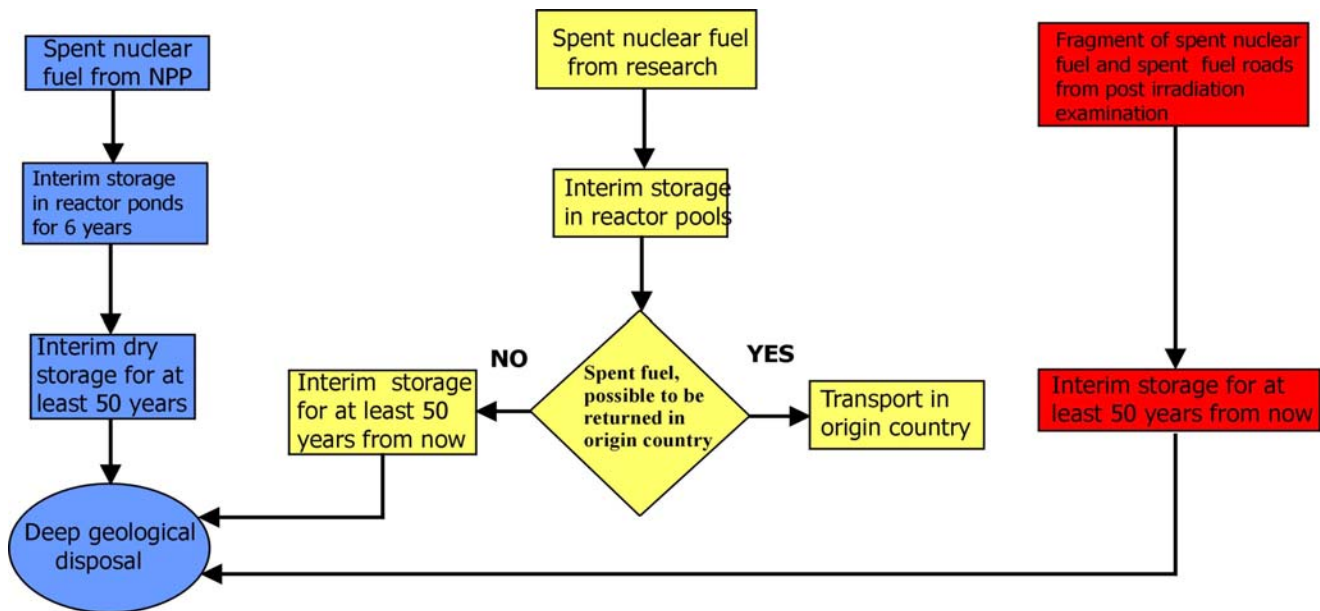 Spent nuclear
fuel from NPP
Interim storage
in reactor ponds
for 6 years
Interim dry
storage for at
least 50 years
Deep geological
disposal
Spent nuclear fuel
from research
Interim storage
in reactor pools
Spent fuel,
possible to be
returned in
origin country
NO
Interim storage
for at least 50
years from now
YES
Transport in
origin country
Fragment of spent nuclear
fuel and spent fuel roads
from post irradiation
examination
Interim storage for at
least 50 years from now